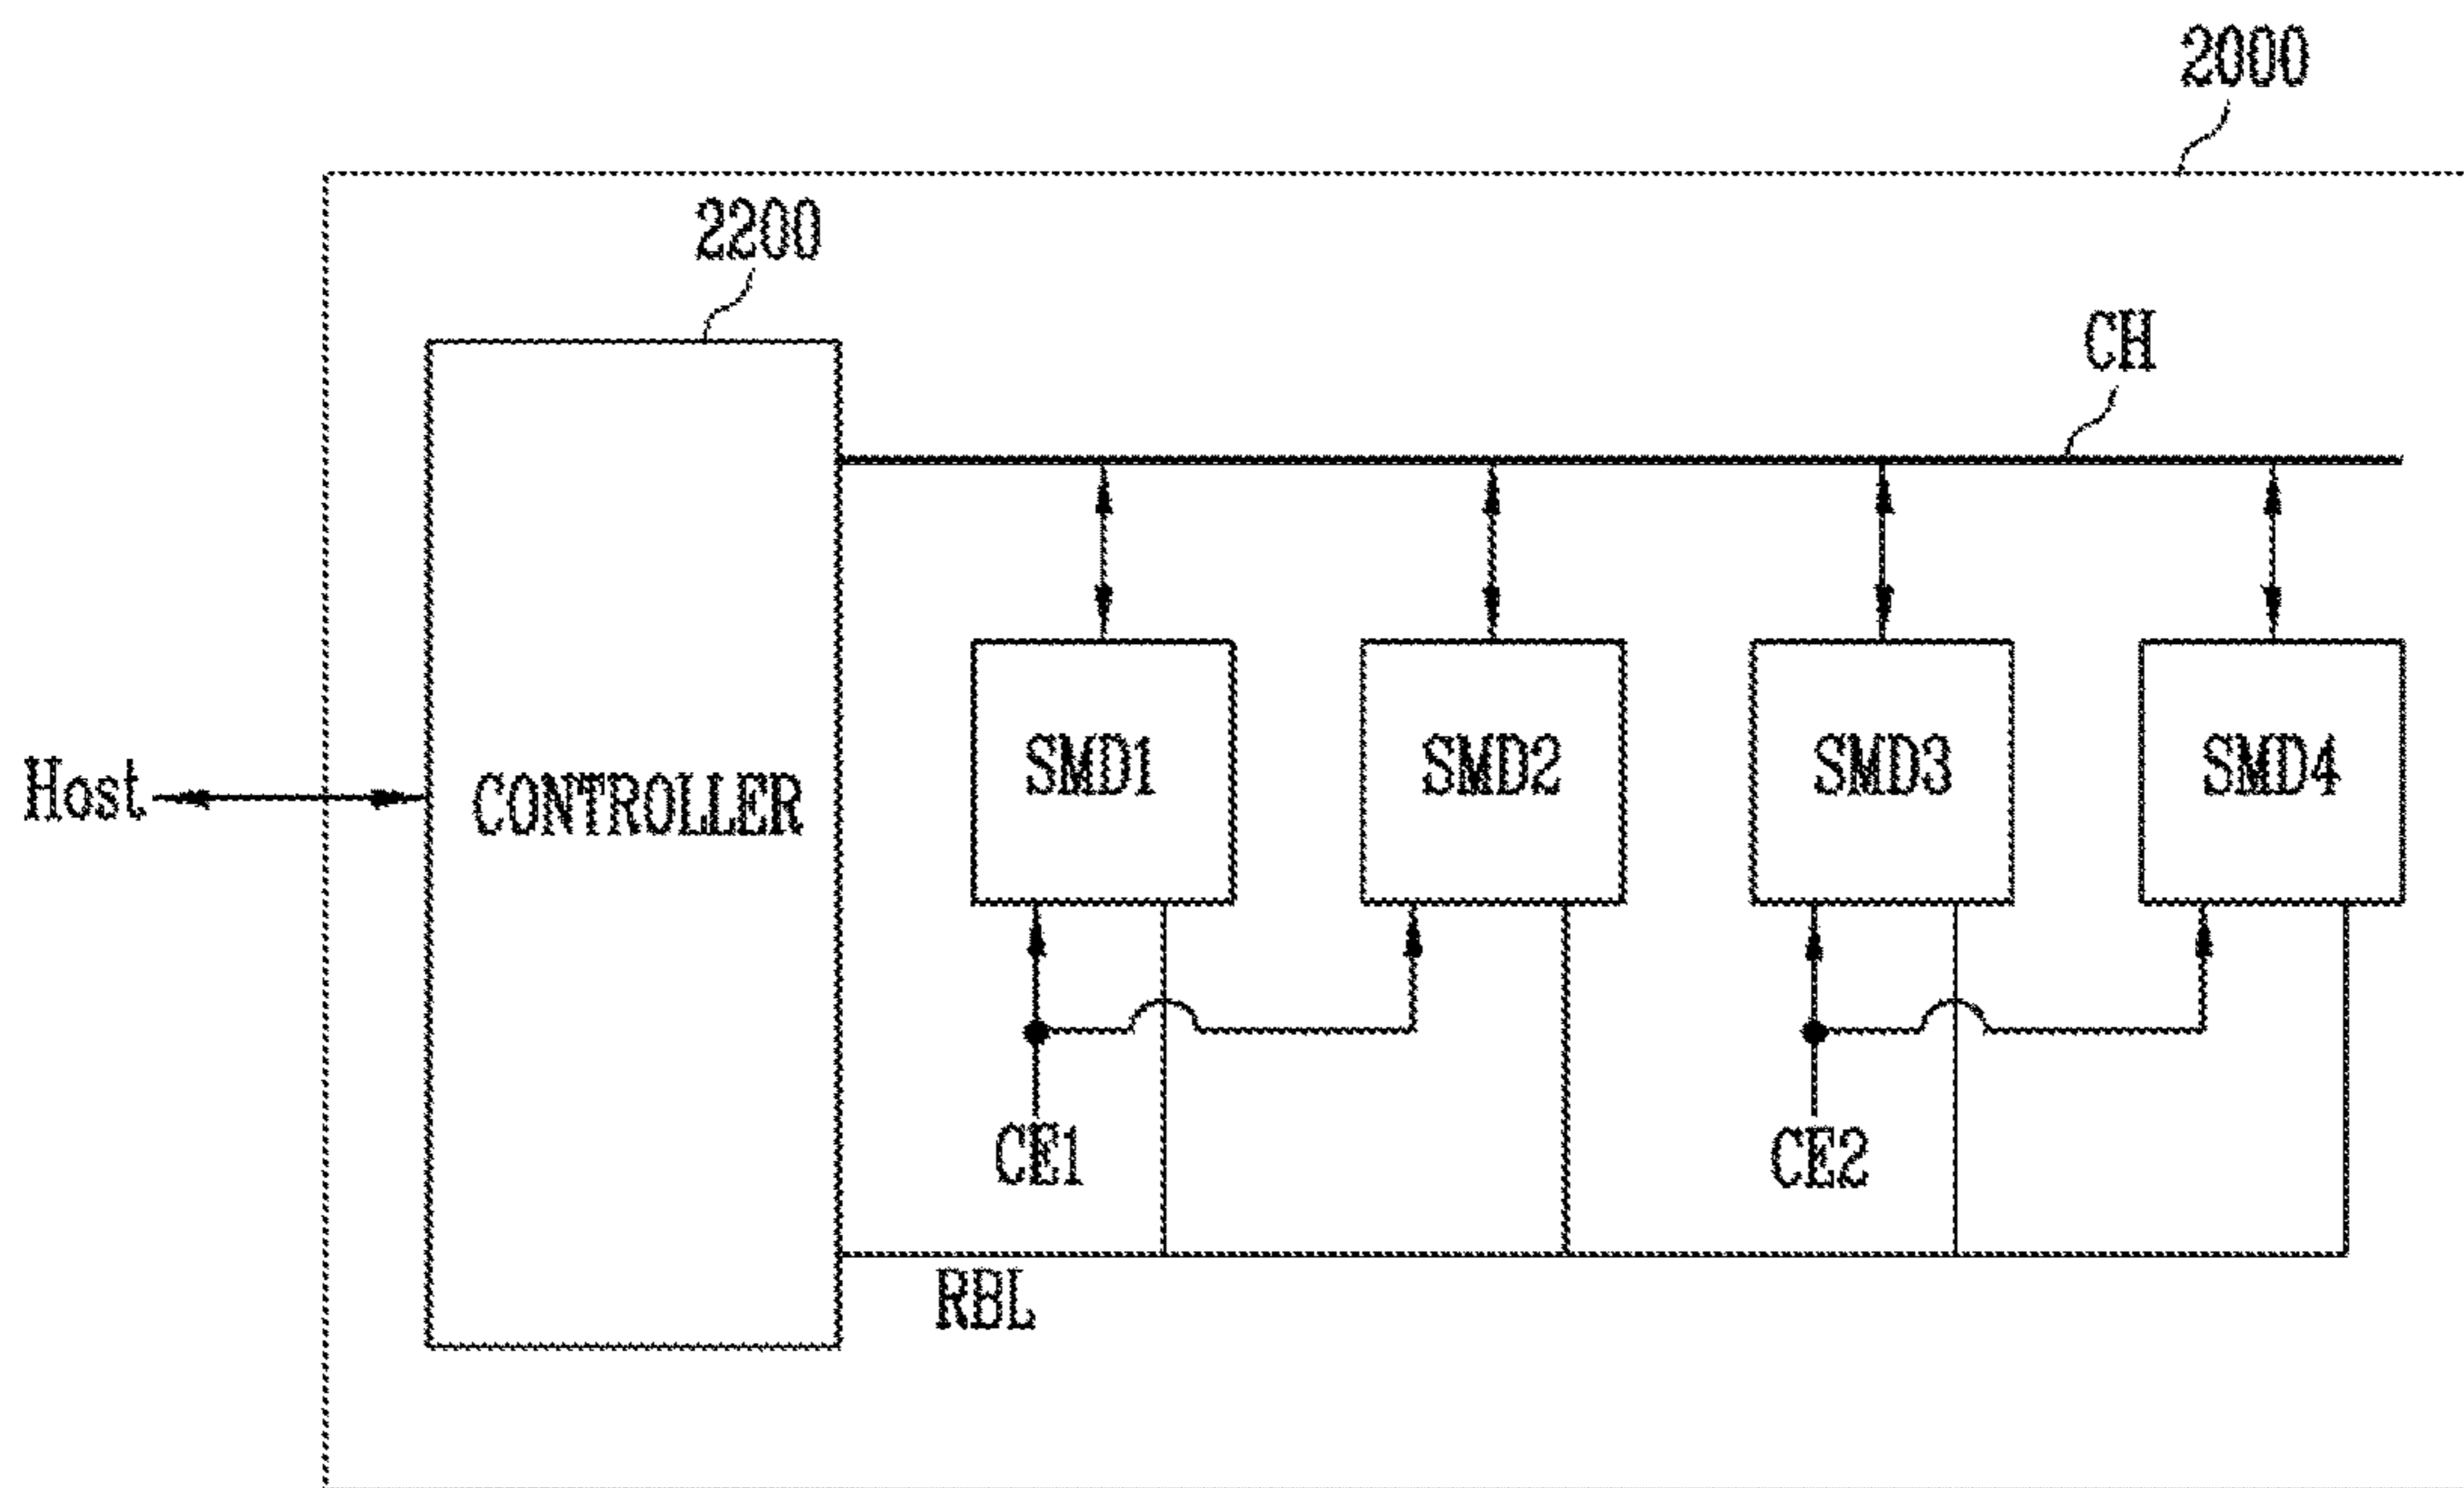 2000
2200
CH
Host
CONTROLLER
SMD1
SMD2
SMD3
SMD4
CE1
CE2
RBL